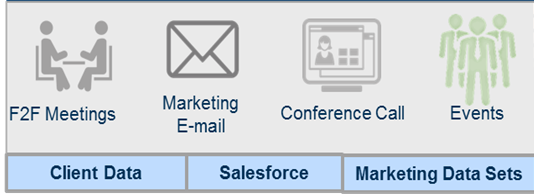 F2F Meetings
Marketing
E-mail
Conference Call
Events
Client Data
Salesforce
Marketing Data Sets